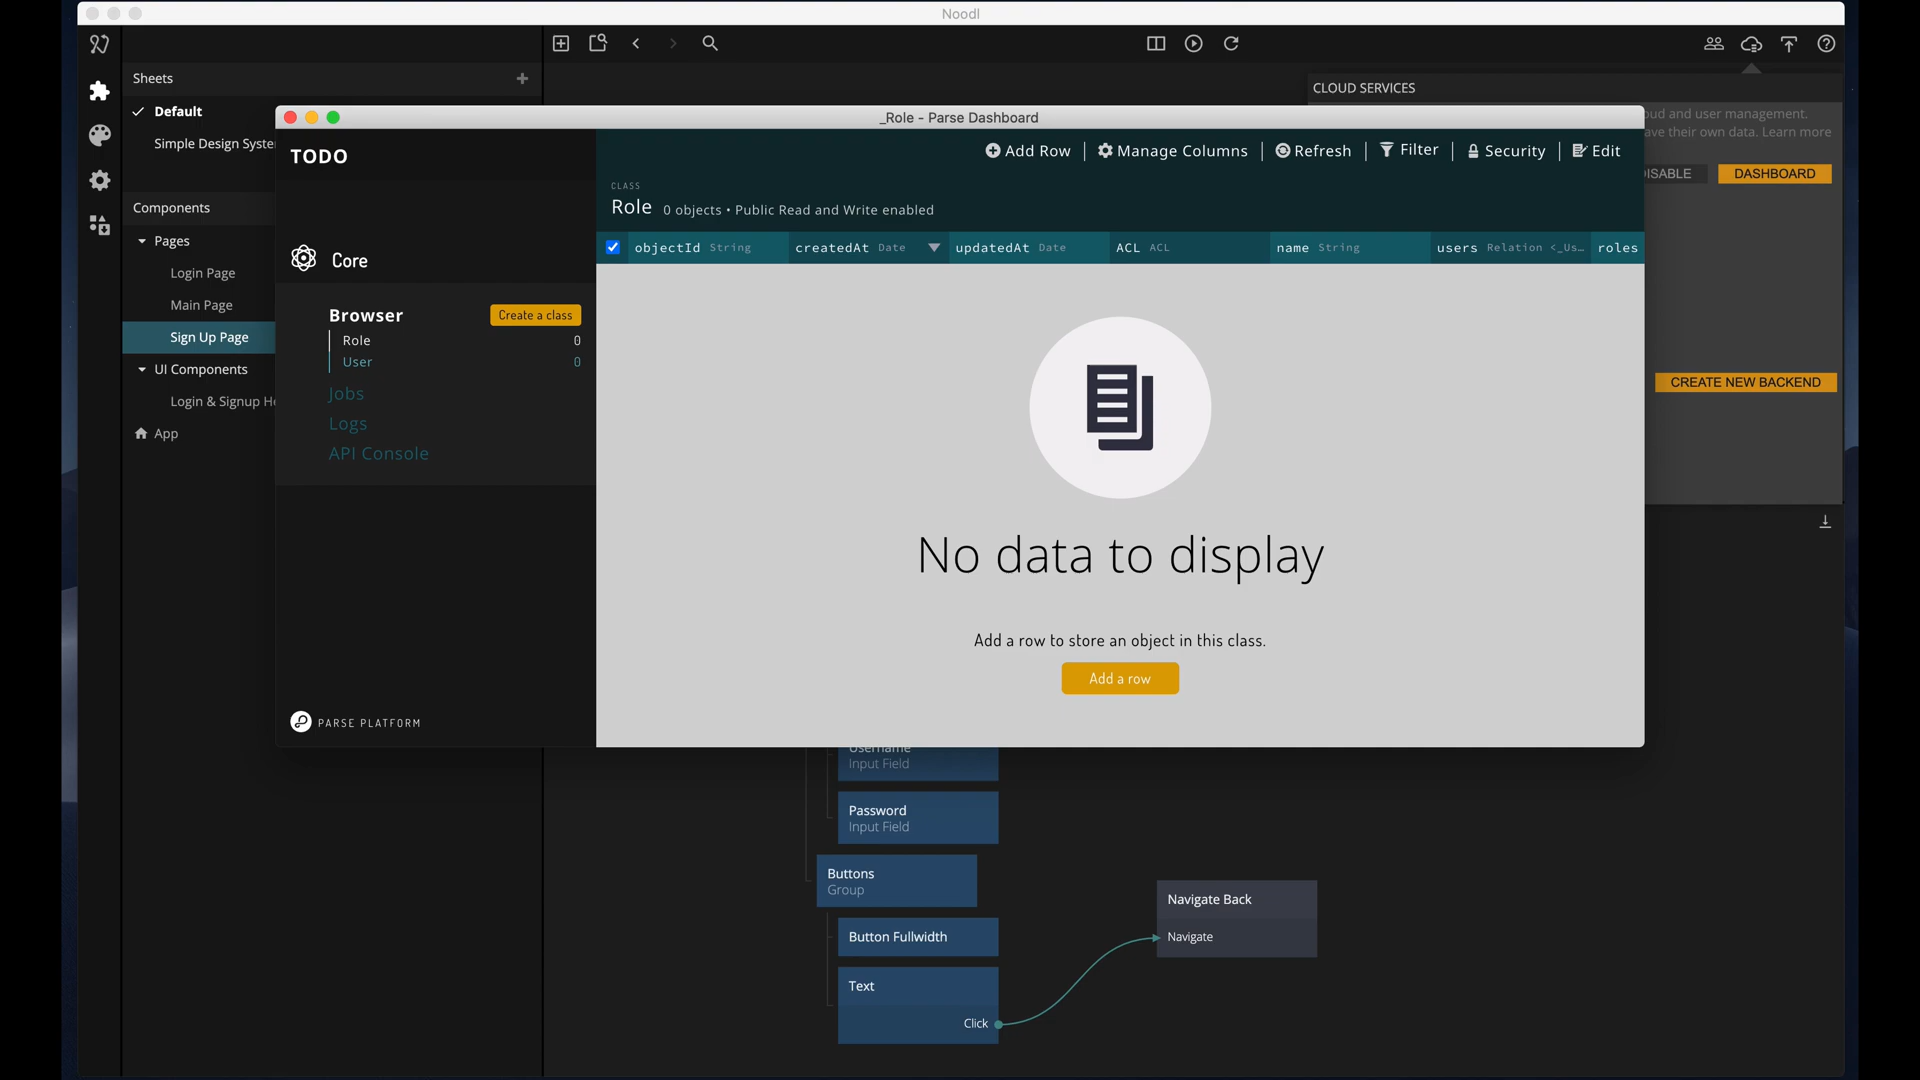 Noodl
Sheets
Default
Simple Design Syste
Components
Pages
Login Page
Main Page
Sign Up Page
UI Components
Login & Signup He
App
CLOUD SERVICES
oud and user management.
ave their own data. Learn more
DISABLE
DASHBOARD
CREATE NEW BACKEND
_Role - Parse Dashboard
TODO
Core
Browser
Create a class
Role 0
User 0
Jobs
Logs
API Console
PARSE PLATFORM
Add Row
Manage Columns
Refresh
Filter
Security
Edit
CLASS
Role 0 objects • Public Read and Write enabled
objectId String createdAt Date updatedAt Date ACL ACL name String users Relation <_Us... roles
No data to display
Add a row to store an object in this class.
Add a row
Username
Input Field
Password
Input Field
Buttons
Group
Button Fullwidth
Text
Click
Navigate Back
Navigate